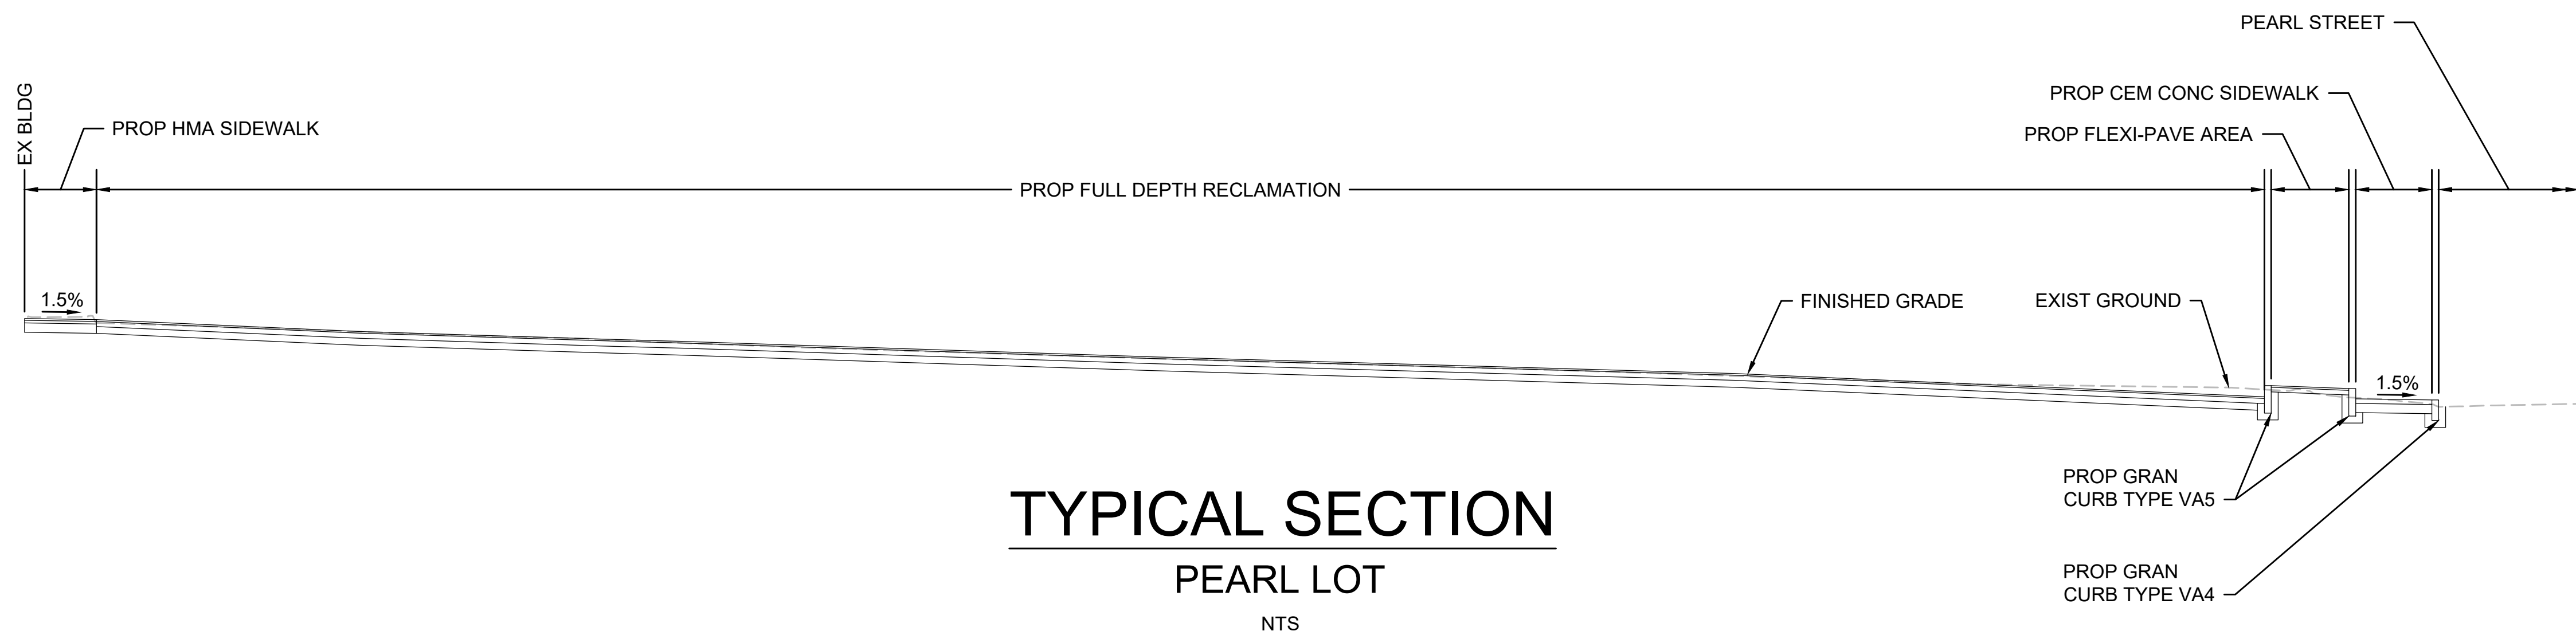 PEARL STREET
EX BLDG
PROP CEM CONC SIDEWALK
PROP HMA SIDEWALK
PROP FLEXI-PAVE AREA
PROP FULL DEPTH RECLAMATION
1.5%
FINISHED GRADE
EXIST GROUND
1.5%
PROP GRAN
CURB TYPE VA5
TYPICAL SECTION
PEARL LOT
PROP GRAN
CURB TYPE VA4
NTS